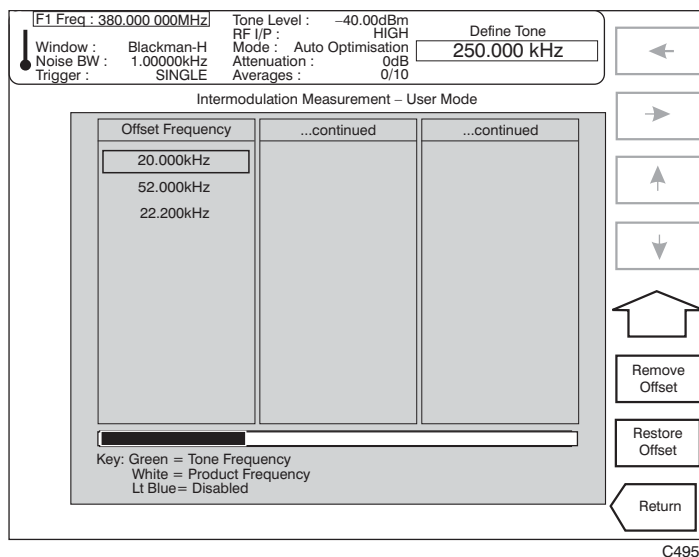 F1 Freq : 380.000 000MHz
Window : Blackman-H
Noise BW : 1.00000kHz
Trigger : SINGLE
Tone Level : −40.00dBm
RF I/P : HIGH
Mode : Auto Optimisation
Attenuation : 0dB
Averages : 0/10
Define Tone
250.000 kHz
Intermodulation Measurement – User Mode
Offset Frequency
20.000kHz
52.000kHz
22.200kHz
...continued
...continued
Key: Green = Tone Frequency
White = Product Frequency
Lt Blue= Disabled
Remove
Offset
Restore
Offset
Return
C495